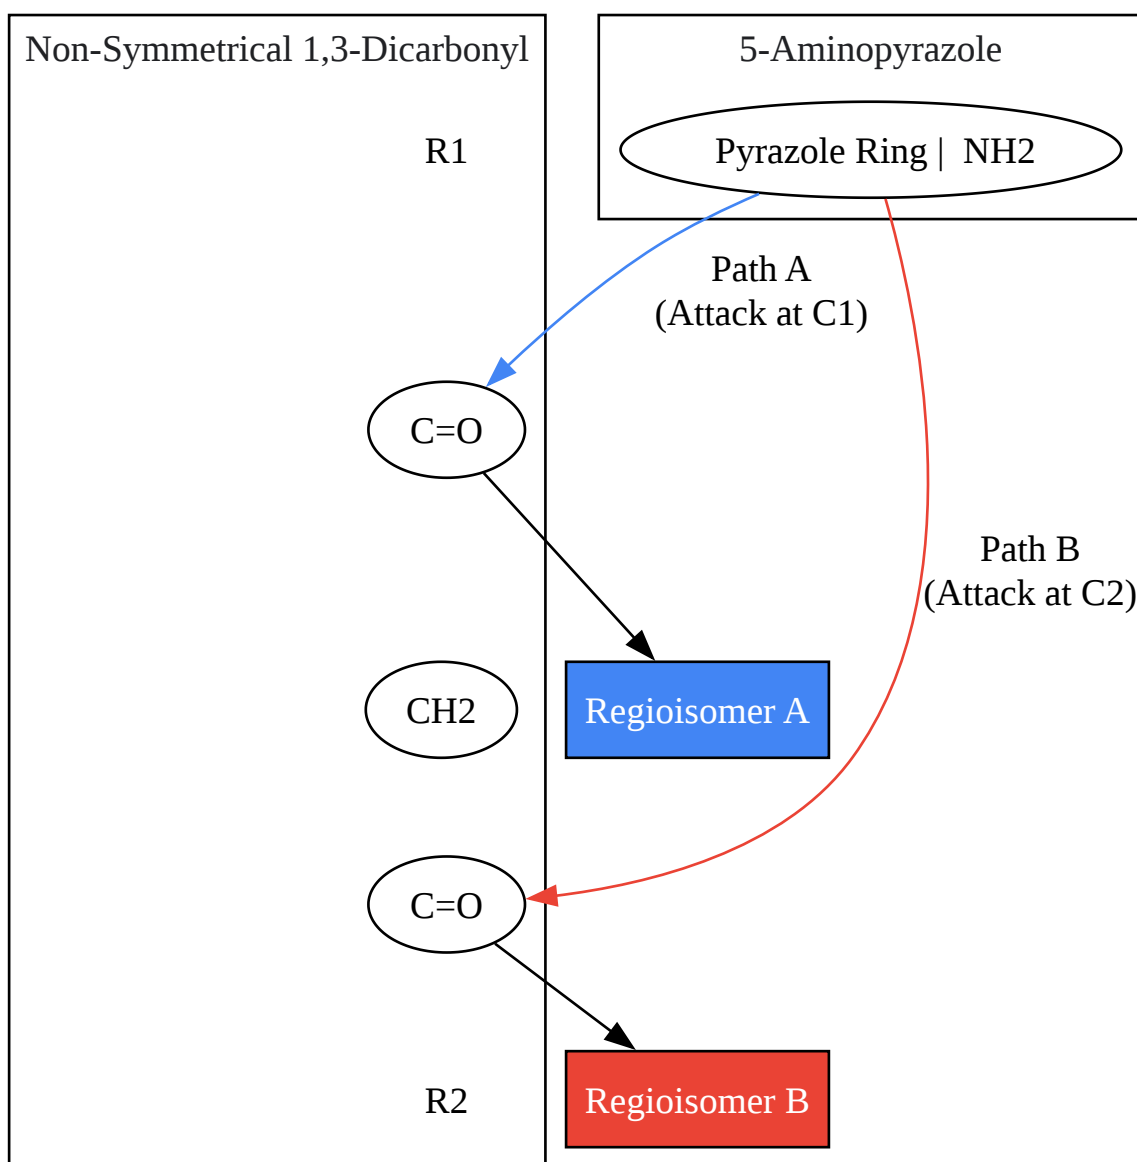 Non-Symmetrical 1,3-Dicarbonyl
5-Aminopyrazole
R1
Pyrazole Ring |  NH2
Path A
(Attack at C1)
C=O
Path B
(Attack at C2)
CH2
Regioisomer A
C=O
R2
Regioisomer B